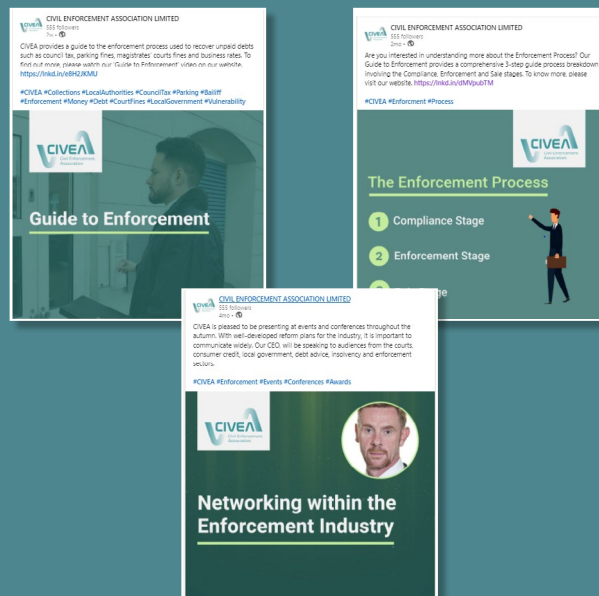 CIVEA
CIVIL ENFORCEMENT ASSOCIATION LIMITED
555 followers
7w •
CIVEA provides a guide to the enforcement process used to recover unpaid debts
such as council tax, parking fines, magistrates' courts fines and business rates. To
find out more, please watch our 'Guide to Enforcement' video on our website.
https://lnkd.in/e8H2JKMU
#CIVEA #Collections #LocalAuthorities #CouncilTax #Parking #Bailiff
#Enforcement #Money #Debt #CourtFines #LocalGovernment #Vulnerability
CIVEA
Civil Enforcement
Association
Guide to Enforcement
CIVEA
CIVIL ENFORCEMENT ASSOCIATION LIMITED
555 followers
2mo •
Are you interested in understanding more about the Enforcement Process? Our
Guide to Enforcement provides a comprehensive 3-step guide process breakdown
involving the Compliance, Enforcement and Sale stages. To know more, please
visit our website. https://lnkd.in/dMVpubTM
#CIVEA #Enforcment #Process
CIVEA
Civil Enforcement
Association
The Enforcement Process
1 Compliance Stage
2 Enforcement Stage
CIVEA
CIVIL ENFORCEMENT ASSOCIATION LIMITED
555 followers
4mo •
CIVEA is pleased to be presenting at events and conferences throughout the
autumn. With well-developed reform plans for the industry, it is important to
communicate widely. Our CEO, will be speaking to audiences from the courts,
consumer credit, local government, debt advice, insolvency and enforcement
sectors.
#CIVEA #Enforcement #Events #Conferences #Awards
CIVEA
Civil Enforcement
Association
Networking within the
Enforcement Industry